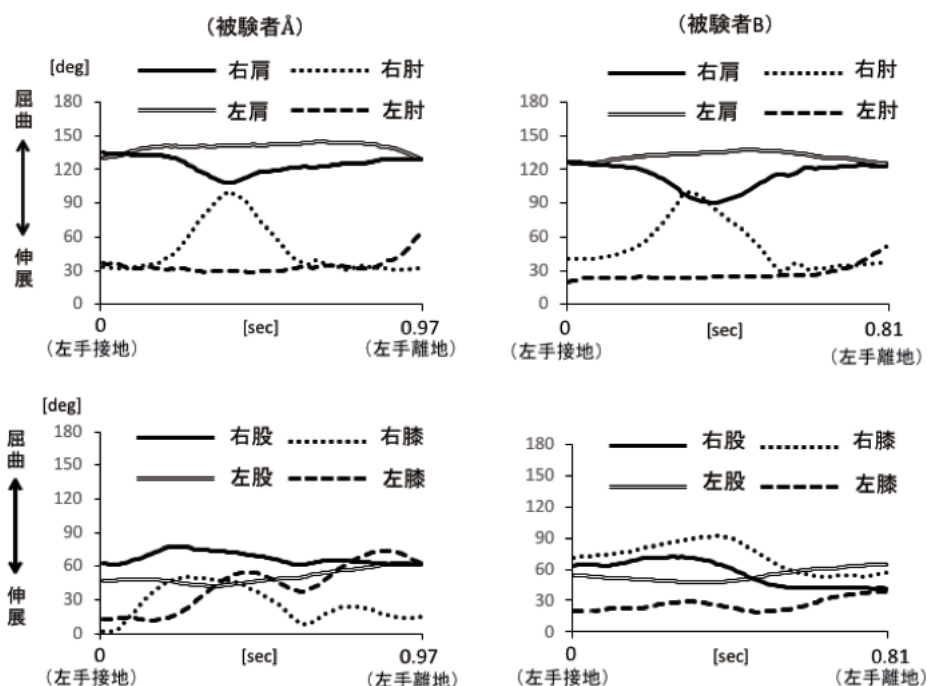 (被験者Å)
[deg]
右肩
右肘
左肩
左肘
屈曲
伸展
180
150
120
90
60
30
0
0
[sec]
0.97
(左手接地)
(左手離地)
(被験者B)
右肩
右肘
左肩
左肘
180
150
120
90
60
30
0
0
[sec]
0.81
(左手接地)
(左手離地)
[deg]
右股
右膝
左股
左膝
屈曲
伸展
180
150
120
90
60
30
0
0
[sec]
0.97
(左手接地)
(左手離地)
右股
右膝
左股
左膝
180
150
120
90
60
30
0
0
[sec]
0.81
(左手接地)
(左手離地)